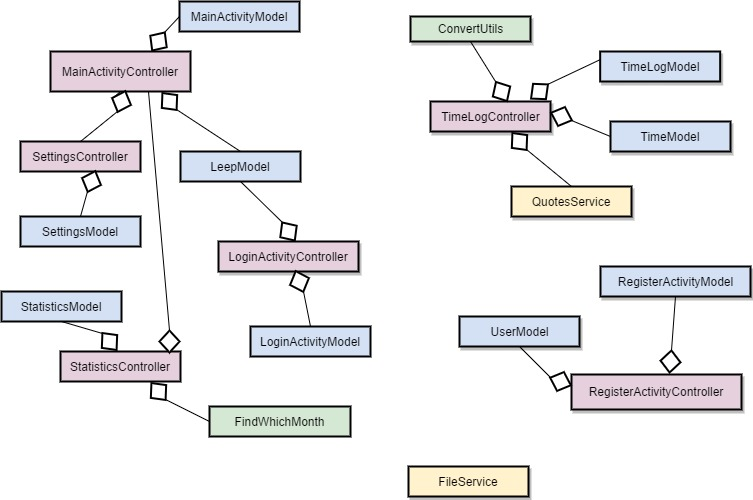 MainActivityModel
ConvertUtils
MainActivityController
TimeLogModel
TimeLogController
TimeModel
SettingsController
LeepModel
QuotesService
SettingsModel
LoginActivityController
RegisterActivityModel
StatisticsModel
UserModel
LoginActivityModel
StatisticsController
RegisterActivityController
FindWhichMonth
FileService